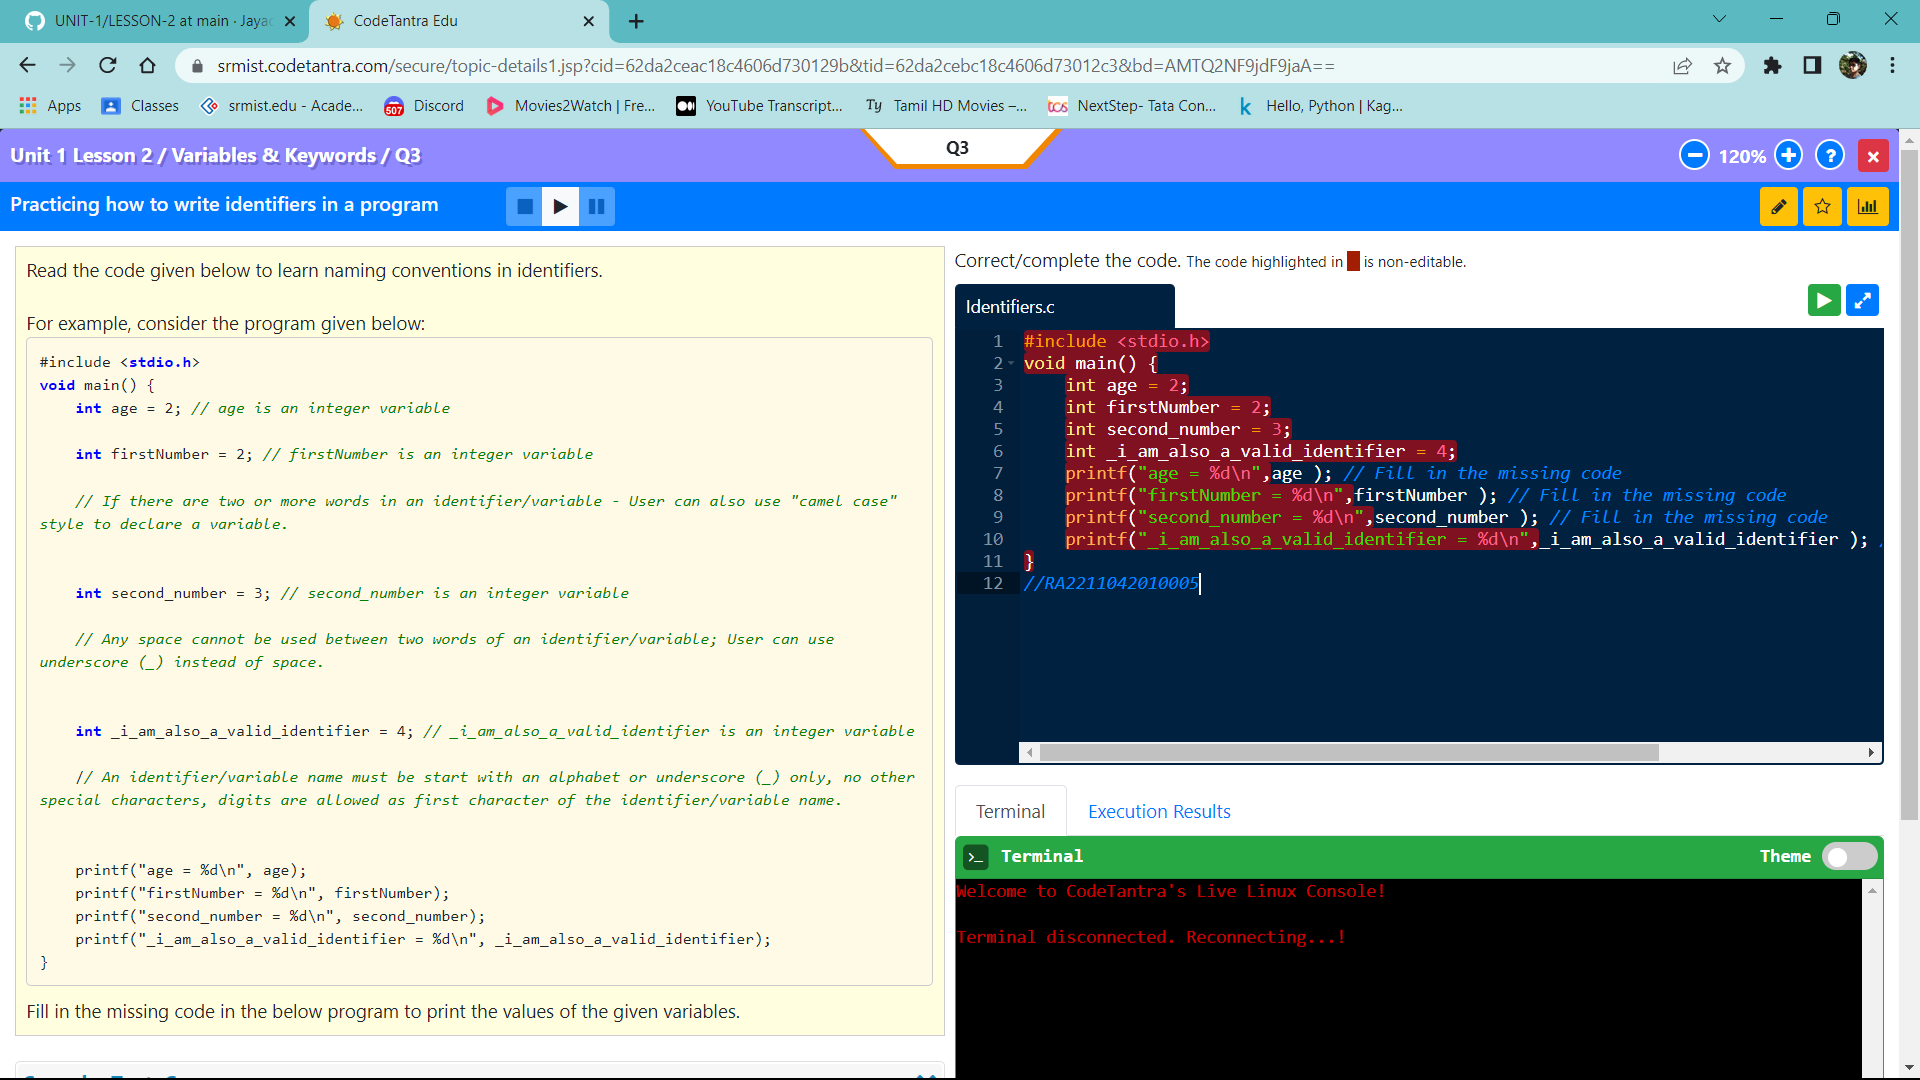 UNIT-1/LESSON-2 at main · Jaya
CodeTantra Edu
srmist.codetantra.com/secure/topic-details1.jsp?cid=62da2ceac18c4606d730129b&tid=62da2cebc18c4606d73012c3&bd=AMTQ2NF9jdF9jaA==
Apps
Classes
srmist.edu - Acade...
507
Discord
Movies2Watch | Fre...
YouTube Transcript...
Ty
Tamil HD Movies –...
tcs
NextStep- Tata Con...
k
Hello, Python | Kag...
Unit 1 Lesson 2 / Variables & Keywords / Q3
Q3
120%
?
Practicing how to write identifiers in a program
Read the code given below to learn naming conventions in identifiers.
For example, consider the program given below:
#include <stdio.h>
void main() {
int age = 2; // age is an integer variable
int firstNumber = 2; // firstNumber is an integer variable
// If there are two or more words in an identifier/variable - User can also use "camel case"
style to declare a variable.
int second_number = 3; // second_number is an integer variable
// Any space cannot be used between two words of an identifier/variable; User can use
underscore (_) instead of space.
int _i_am_also_a_valid_identifier = 4; // _i_am_also_a_valid_identifier is an integer variable
// An identifier/variable name must be start with an alphabet or underscore (_) only, no other
special characters, digits are allowed as first character of the identifier/variable name.
printf("age = %d\n", age);
printf("firstNumber = %d\n", firstNumber);
printf("second_number = %d\n", second_number);
printf("_i_am_also_a_valid_identifier = %d\n", _i_am_also_a_valid_identifier);
}
Fill in the missing code in the below program to print the values of the given variables.
Correct/complete the code. The code highlighted in is non-editable.
Identifiers.c
1 #include <stdio.h>
2 void main() {
3 int age = 2;
4 int firstNumber = 2;
5 int second_number = 3;
6 int _i_am_also_a_valid_identifier = 4;
7 printf("age = %d\n",age ); // Fill in the missing code
8 printf("firstNumber = %d\n",firstNumber ); // Fill in the missing code
9 printf("second_number = %d\n",second_number ); // Fill in the missing code
10 printf("_i_am_also_a_valid_identifier = %d\n",_i_am_also_a_valid_identifier );
11 }
12 //RA2211042010005
Terminal
Execution Results
>_ Terminal
Theme
Welcome to CodeTantra's Live Linux Console!
Terminal disconnected. Reconnecting...!